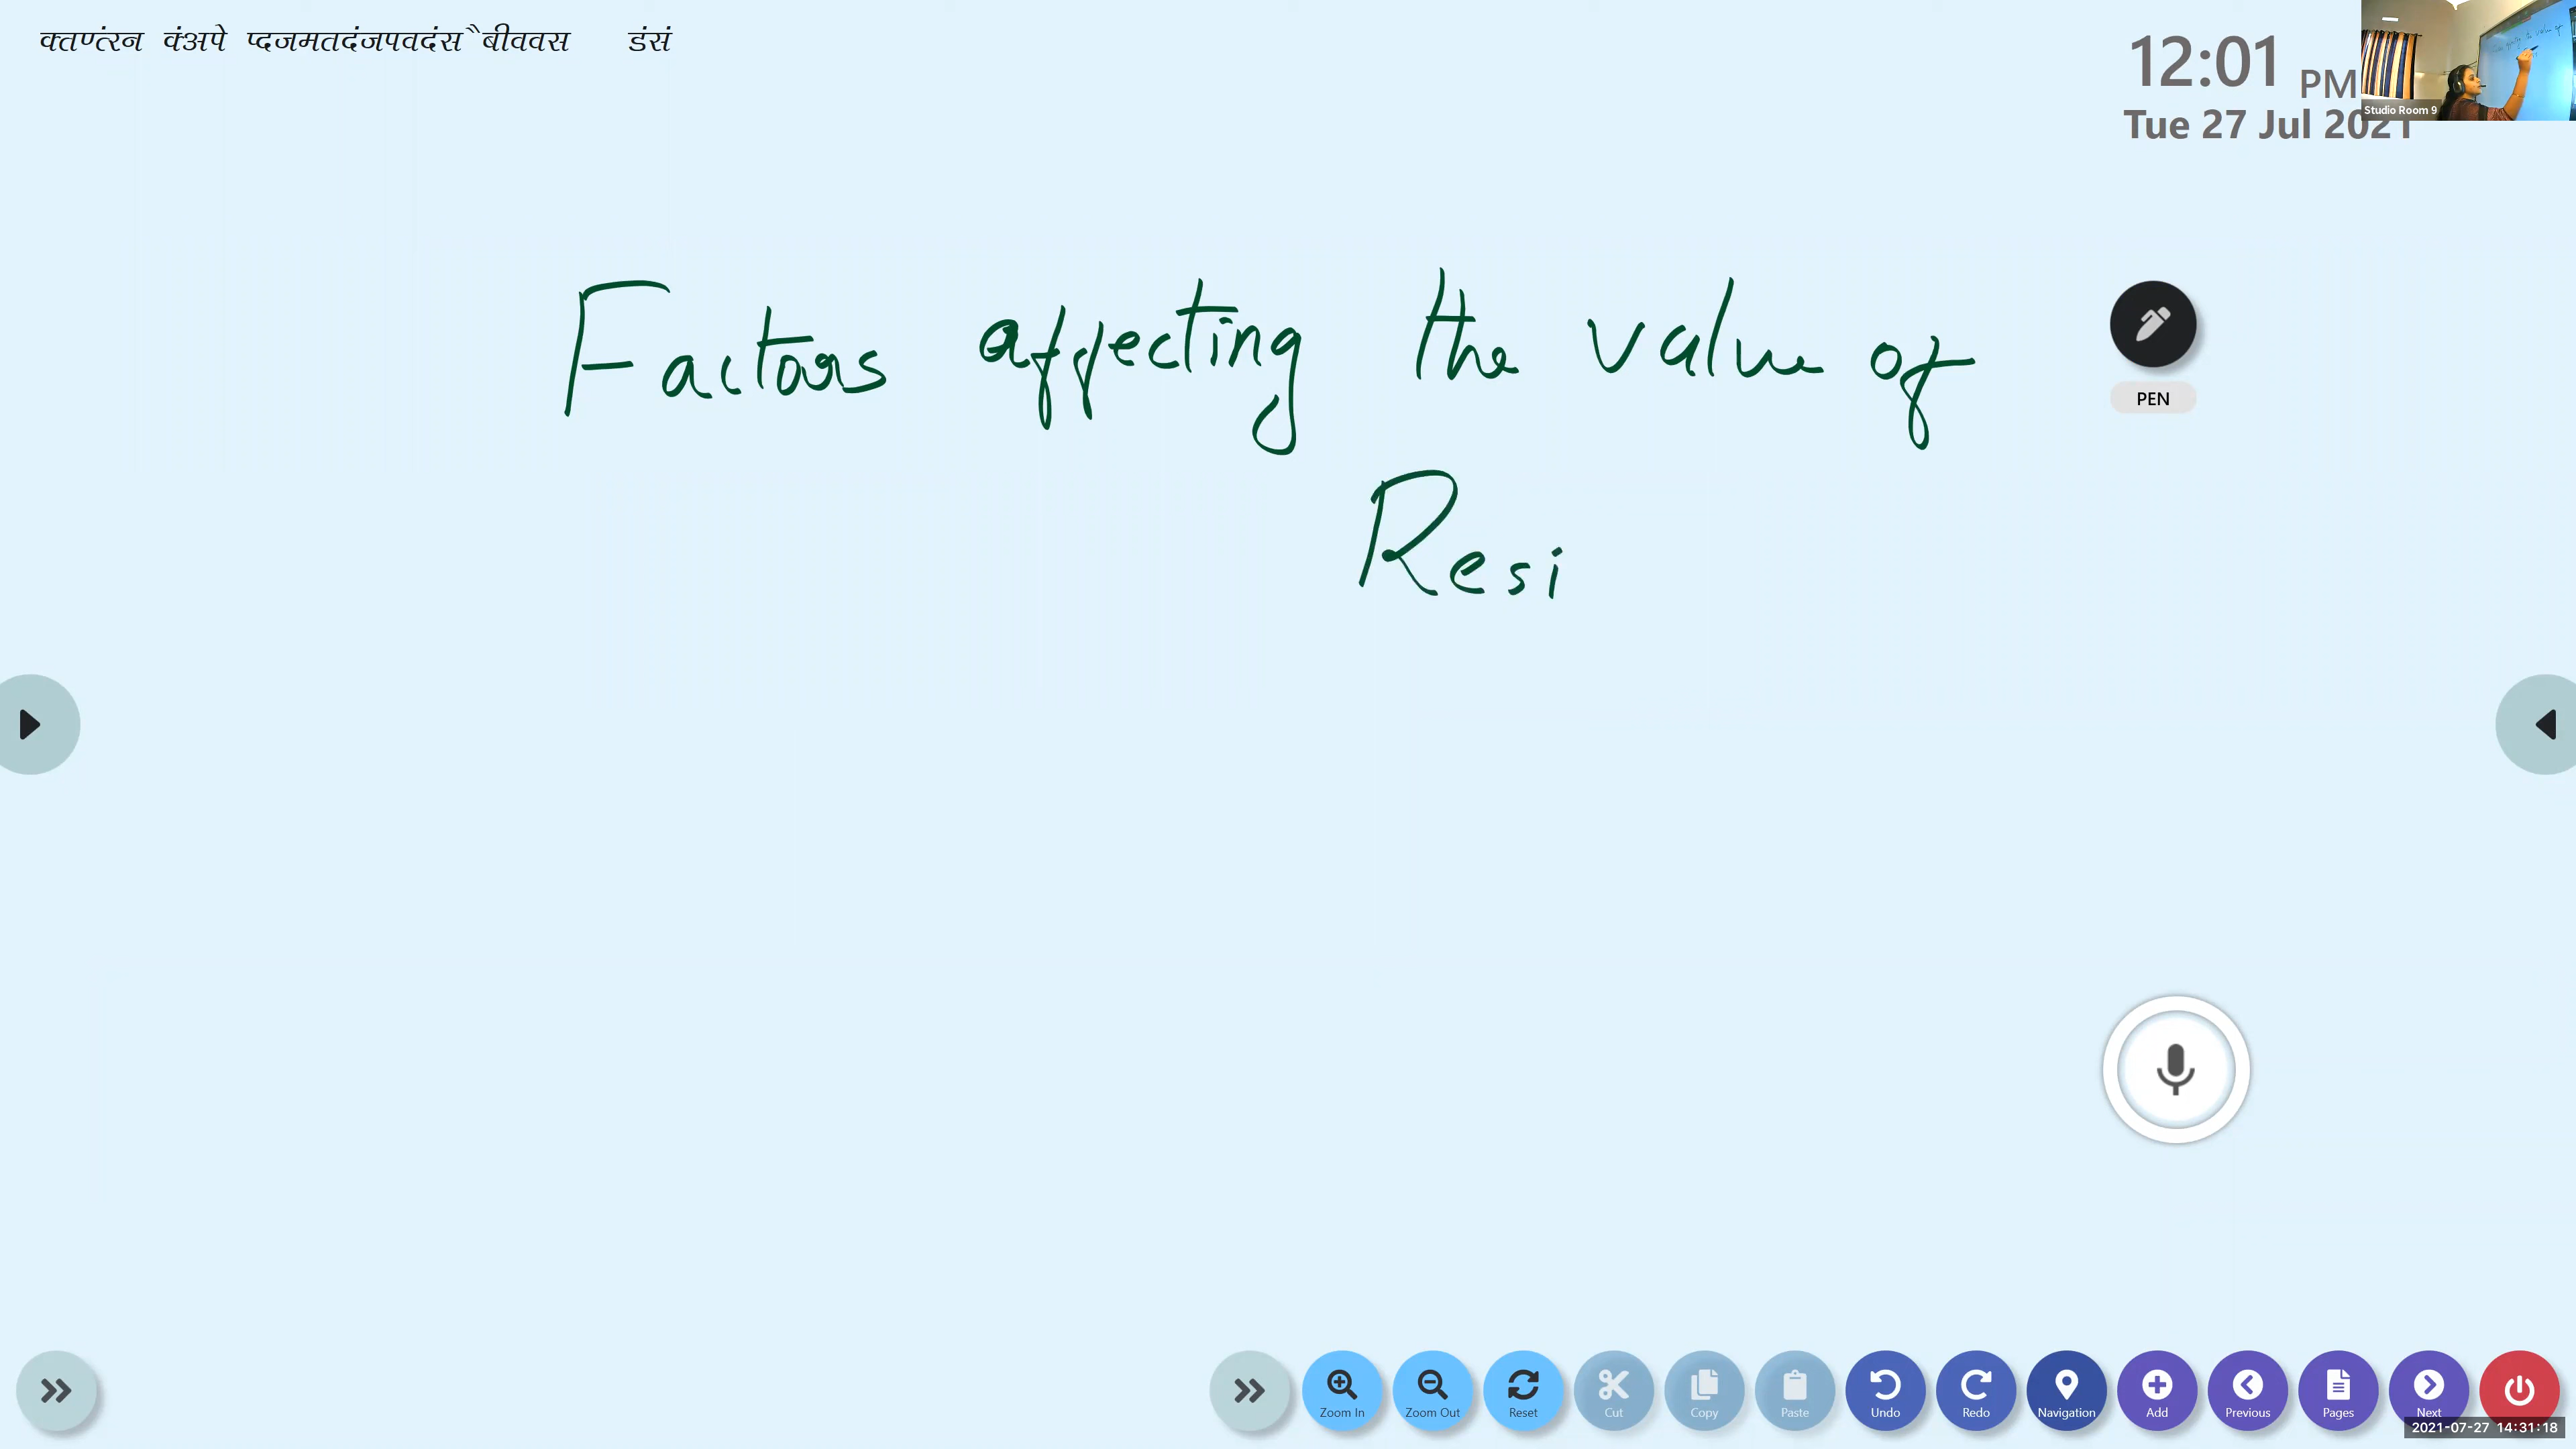 क्तण्त्ंरन क्ंअपे प्दजमतदंजपवदंस ैबीववस डंसं
12:01 PM
Tue 27 Jul 2021
Studio Room 9
Factors affecting the value of
Resi
PEN
Zoom In Zoom Out Reset Cut Copy Paste Undo Redo Navigation Add Previous Pages Next
2021-07-27 14:31:18